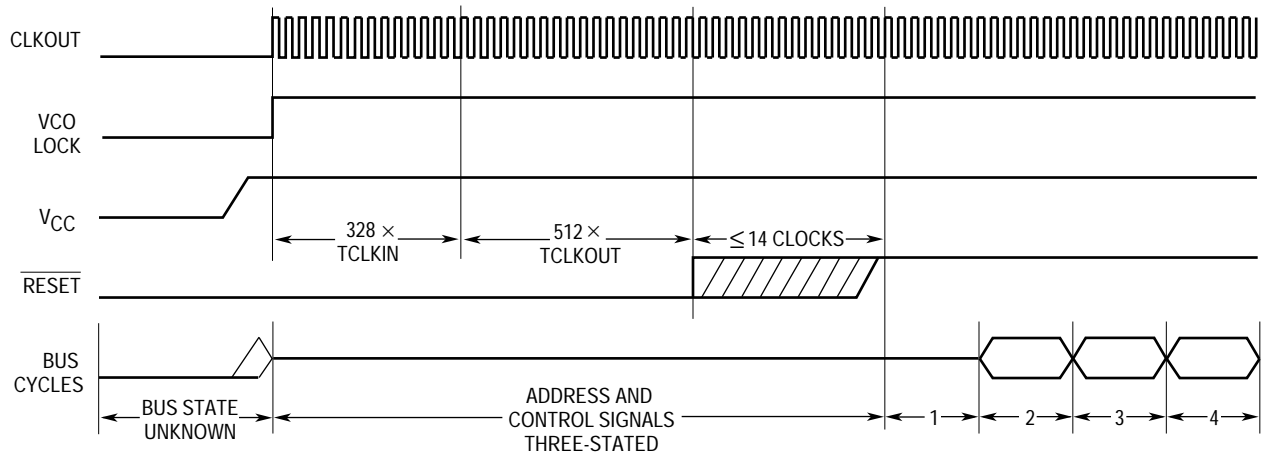 CLKOUT
VCO
LOCK
VCC
328 ×
TCLKIN
512 ×
TCLKOUT
≤ 14 CLOCKS
RESET
BUS
CYCLES
BUS STATE
UNKNOWN
ADDRESS AND
CONTROL SIGNALS
THREE-STATED
1
2
3
4